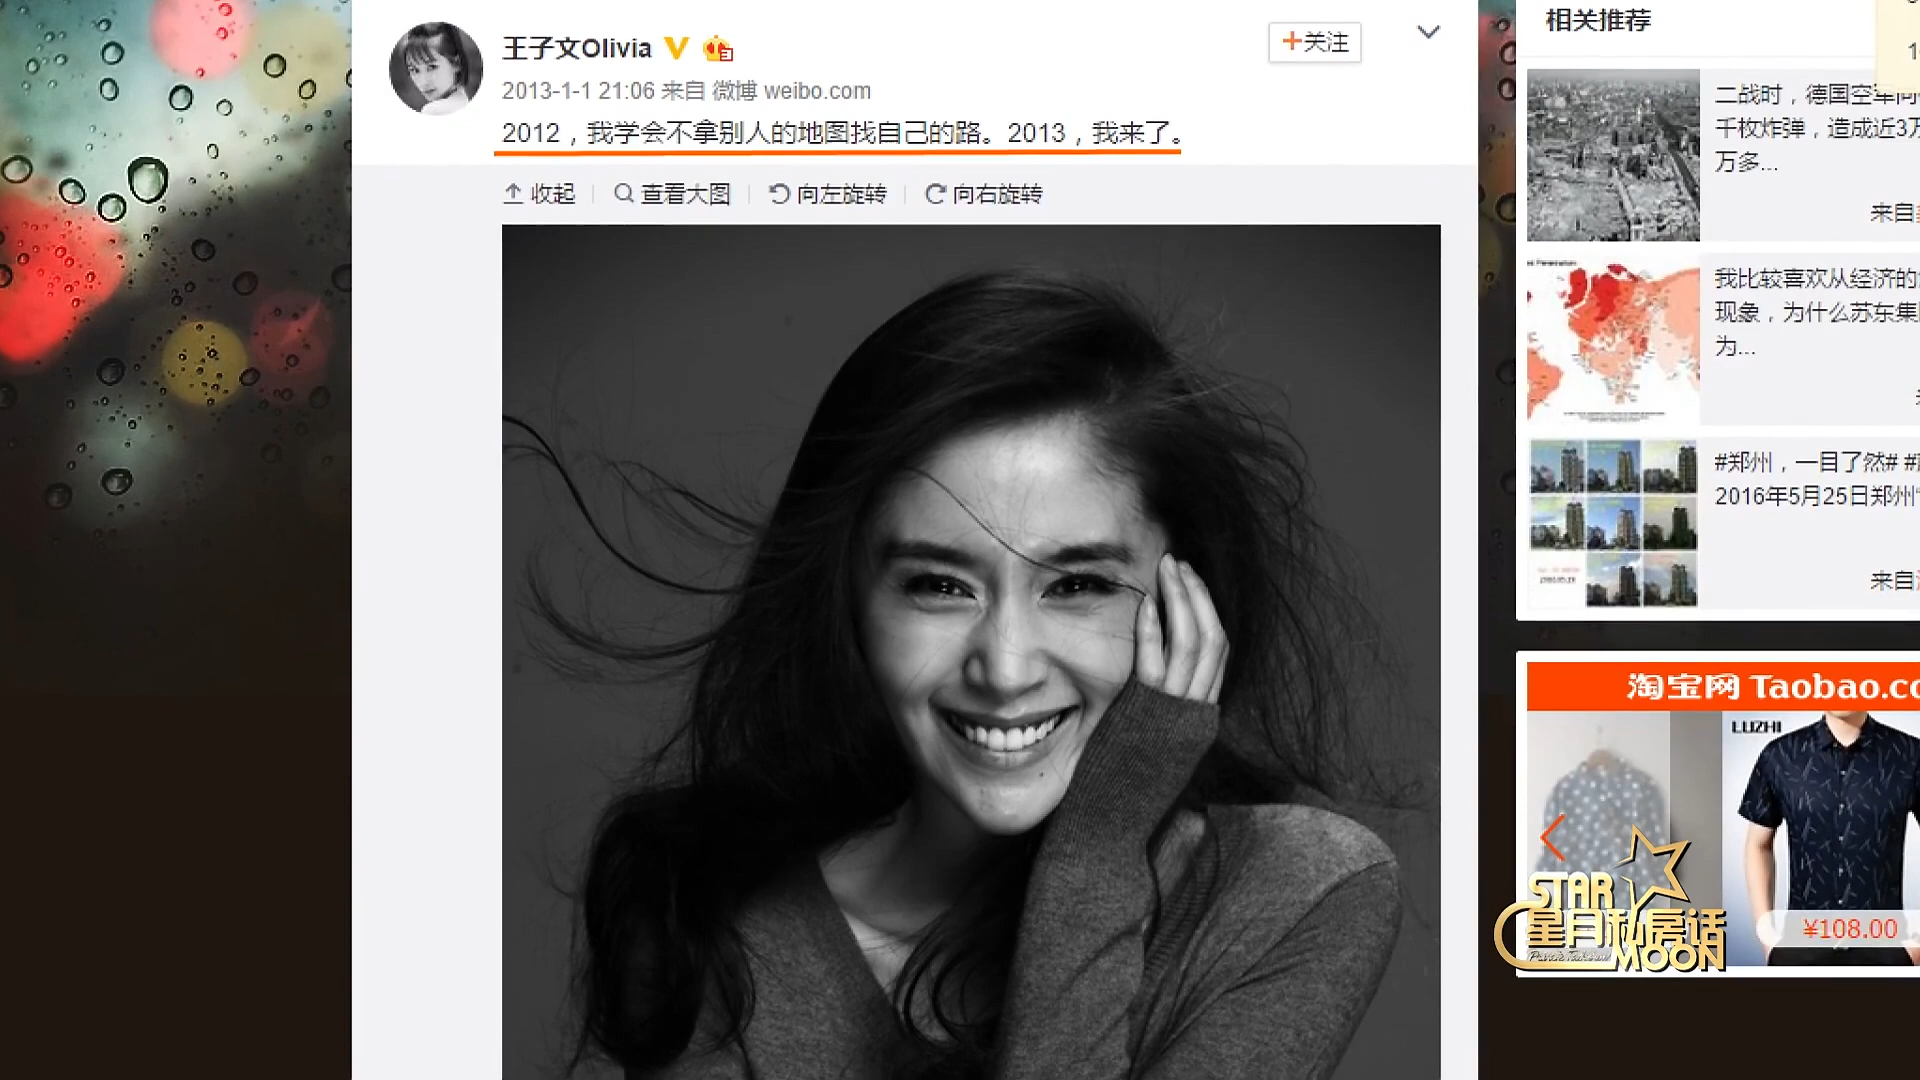 王子文Olivia
+关注
2013-1-1 21:06 来自 微博 weibo.com
2012，我学会不拿别人的地图找自己的路。2013，我来了。
收起
查看大图
向左旋转
向右旋转
相关推荐
二战时，德国空军向
千枚炸弹，造成近3万
万多...
来自
我比较喜欢从经济的
现象，为什么苏东集
为...
#郑州，一目了然# #
2016年5月25日郑州
来自
淘宝网 Taobao.co
LUZHI
¥108.00
STAR
星月私房话
MOON